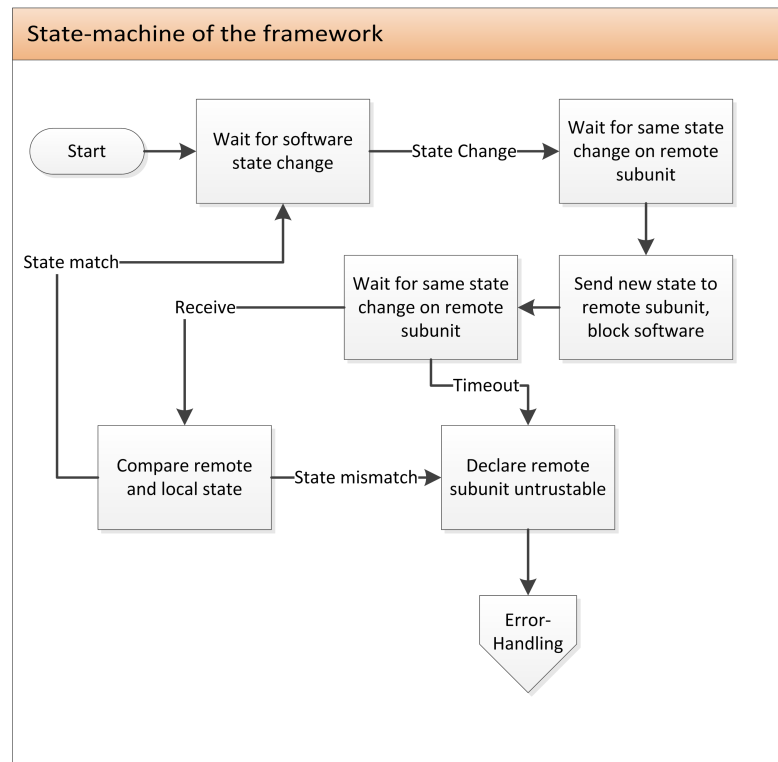 State-machine of the framework
Start
Wait for software
state change
State Change
Wait for same state
change on remote
subunit
State match
Receive
Wait for same state
change on remote
subunit
Send new state to
remote subunit,
block software
Timeout
Compare remote
and local state
State mismatch
Declare remote
subunit untrustable
Error-
Handling